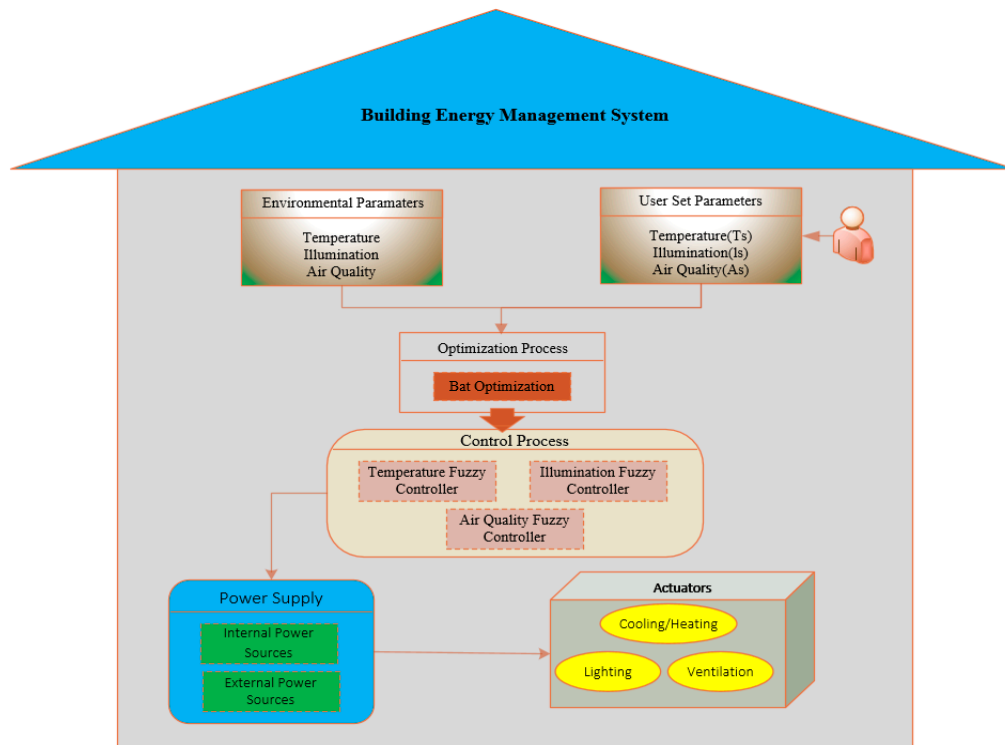 Building Energy Management System
Environmental Paramaters
Temperature
Illumination
Air Quality
User Set Parameters
Temperature(Ts)
Illumination(Is)
Air Quality(As)
Optimization Process
Bat Optimization
Control Process
Temperature Fuzzy
Controller
Illumination Fuzzy
Controller
Air Quality Fuzzy
Controller
Power Supply
Internal Power
Sources
External Power
Sources
Actuators
Cooling/Heating
Lighting
Ventilation